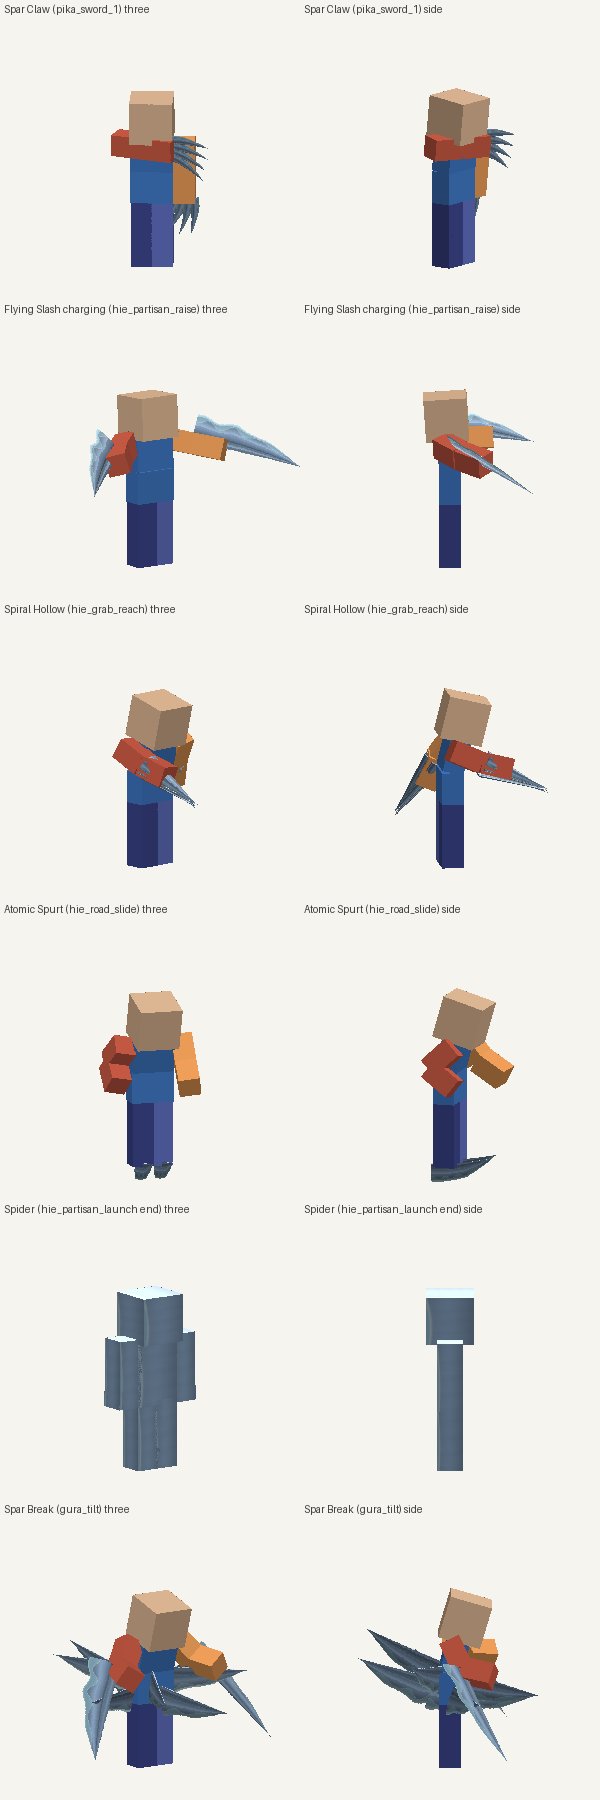 Spar Claw (pika_sword_1) three
Spar Claw (pika_sword_1) side
Flying Slash charging (hie_partisan_raise) three
Flying Slash charging (hie_partisan_raise) side
Spiral Hollow (hie_grab_reach) three
Spiral Hollow (hie_grab_reach) side
Atomic Spurt (hie_road_slide) three
Atomic Spurt (hie_road_slide) side
Spider (hie_partisan_launch end) three
Spider (hie_partisan_launch end) side
Spar Break (gura_tilt) three
Spar Break (gura_tilt) side